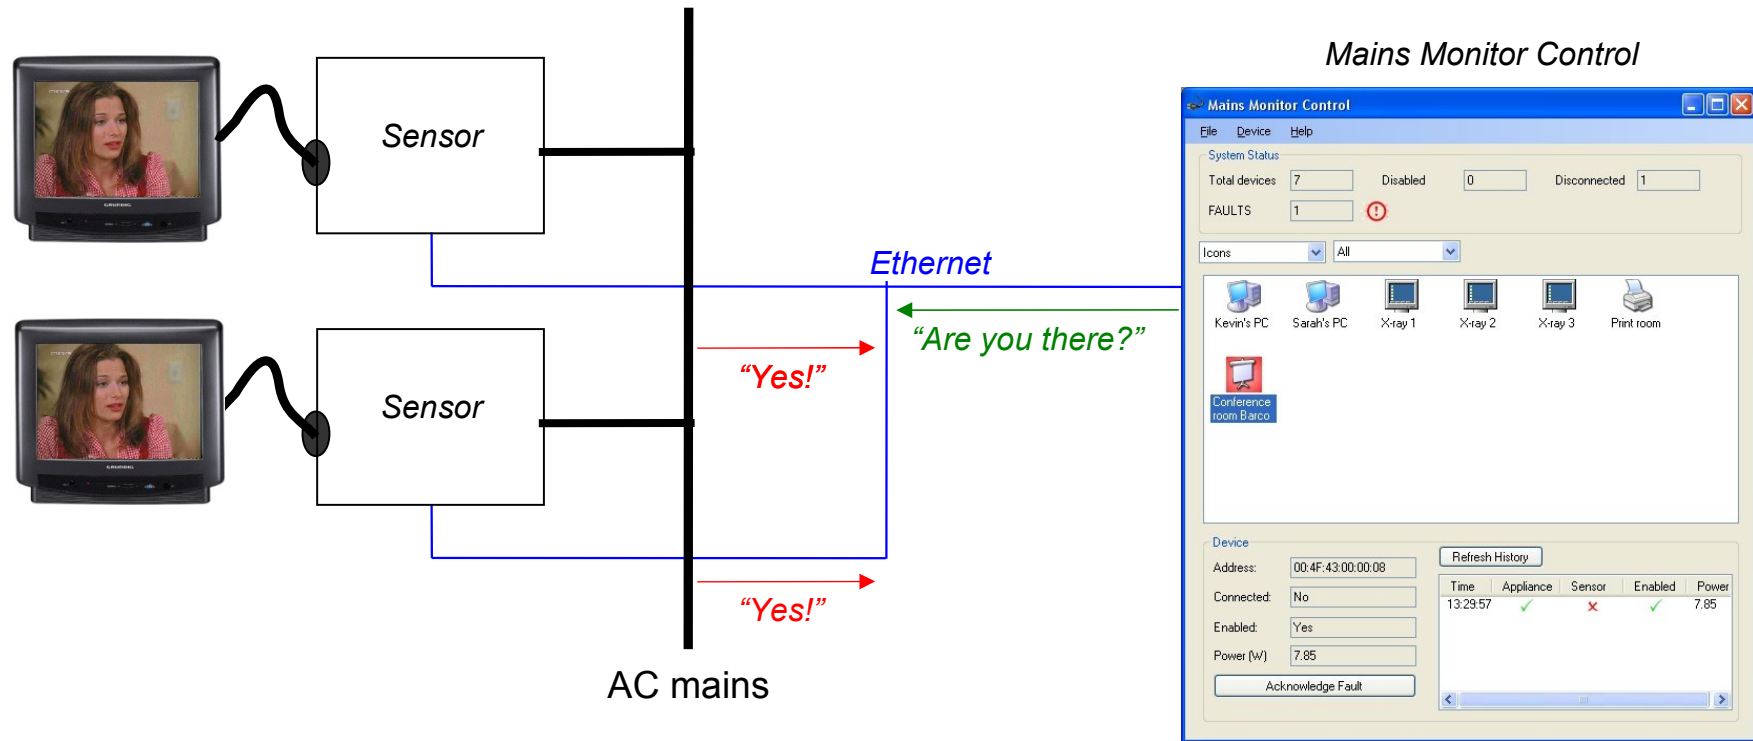 Mains Monitor Control
Mains Monitor Control
File Device Help
System Status
Total devices 7 Disabled 0 Disconnected 1
FAULTS 1
Icons All
Kevin's PC Sarah's PC X-ray 1 X-ray 2 X-ray 3 Print room
Conference
room Barco
Device
Refresh History
Address: 00:4F:43:00:00:08
Connected: No
Enabled: Yes
Power (W) 7.85
Acknowledge Fault
Time Appliance Sensor Enabled Power
13:29:57 7.85
Sensor
GRUNDIG
Ethernet
“Are you there?”
“Yes!”
Sensor
GRUNDIG
“Yes!”
AC mains